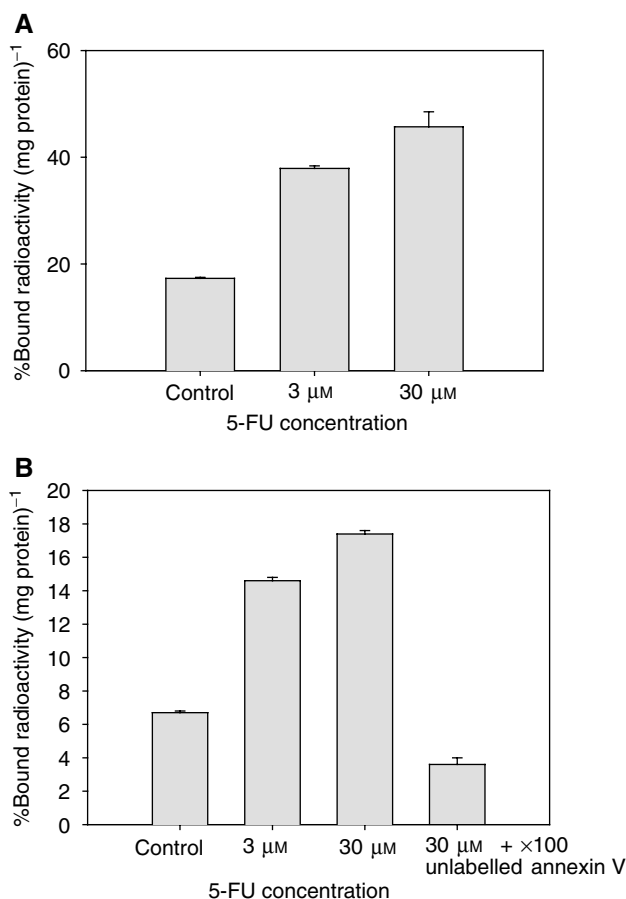 A
%Bound radioactivity (mg protein)⁻¹
60
40
20
0
Control 3 μM 30 μM
5-FU concentration
B
%Bound radioactivity (mg protein)⁻¹
20
18
16
14
12
10
8
6
4
2
0
Control 3 μM 30 μM 30 μM + ×100
unlabelled annexin V
5-FU concentration